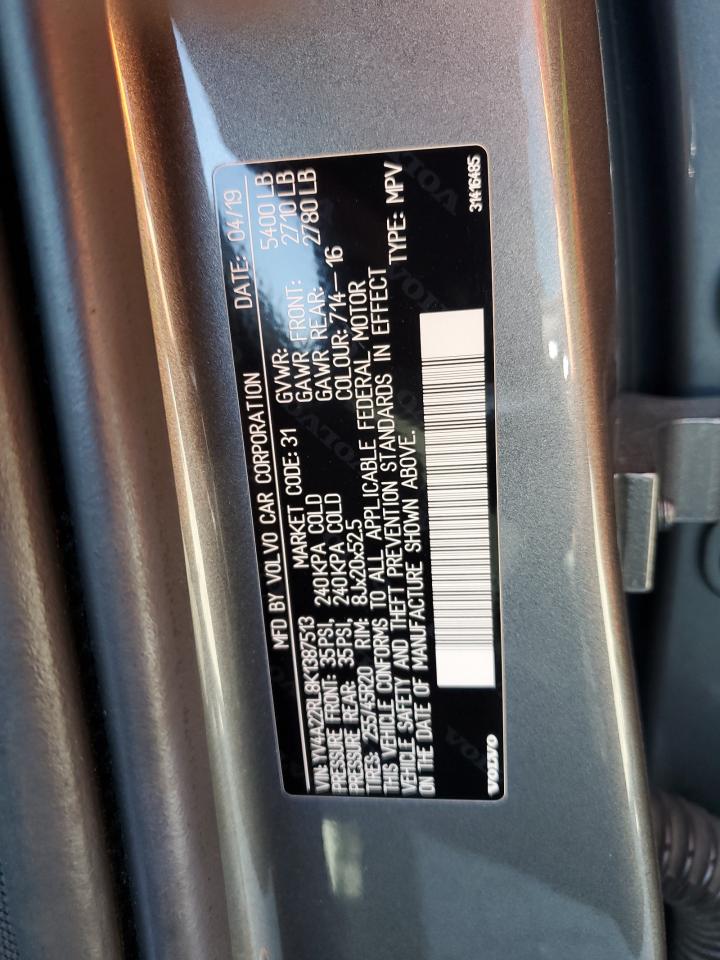 MFD BY VOLVO CAR CORPORATION DATE: 04/19
MARKET CODE: 31 GVWR: 5400 LB
VIN: YV4A22RL8K1387513 GAWR FRONT: 2710 LB
PRESSURE FRONT: 35PSI, 240KPA COLD GAWR REAR: 2780 LB
PRESSURE REAR: 35PSI, 240KPA COLD COLOUR: 714-16
TIRES: 255/45R20 RIM: 8Jx20x52.5
THIS VEHICLE CONFORMS TO ALL APPLICABLE FEDERAL MOTOR
VEHICLE SAFETY AND THEFT PREVENTION STANDARDS IN EFFECT
ON THE DATE OF MANUFACTURE SHOWN ABOVE. TYPE: MPV
VOLVO 31416485